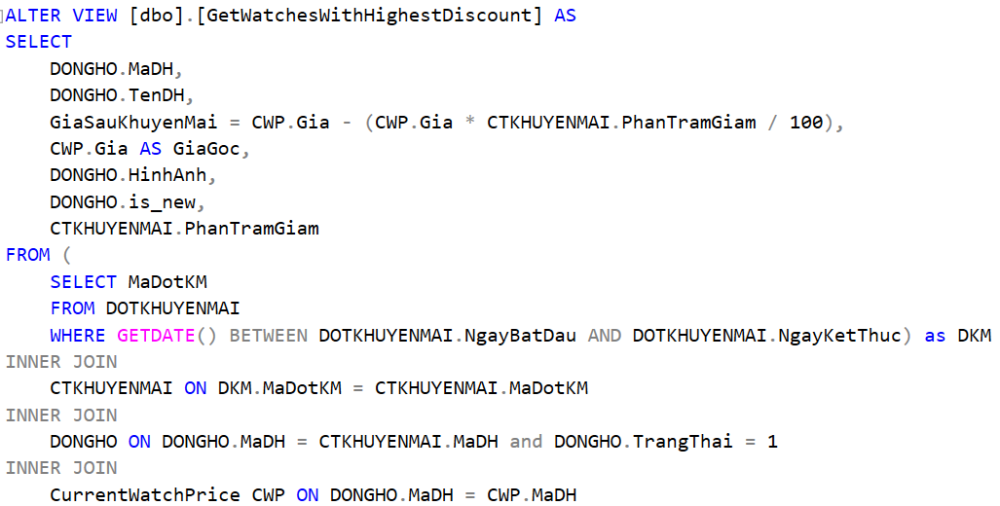 ALTER VIEW [dbo].[GetWatchesWithHighestDiscount] AS
SELECT
    DONGHO.MaDH,
    DONGHO.TenDH,
    GiaSauKhuyenMai = CWP.Gia - (CWP.Gia * CTKHUYENMAI.PhanTramGiam / 100),
    CWP.Gia AS GiaGoc,
    DONGHO.HinhAnh,
    DONGHO.is_new,
    CTKHUYENMAI.PhanTramGiam
FROM (
    SELECT MaDotKM
    FROM DOTKHUYENMAI
    WHERE GETDATE() BETWEEN DOTKHUYENMAI.NgayBatDau AND DOTKHUYENMAI.NgayKetThuc) as DKM
INNER JOIN
    CTKHUYENMAI ON DKM.MaDotKM = CTKHUYENMAI.MaDotKM
INNER JOIN
    DONGHO ON DONGHO.MaDH = CTKHUYENMAI.MaDH and DONGHO.TrangThai = 1
INNER JOIN
    CurrentWatchPrice CWP ON DONGHO.MaDH = CWP.MaDH